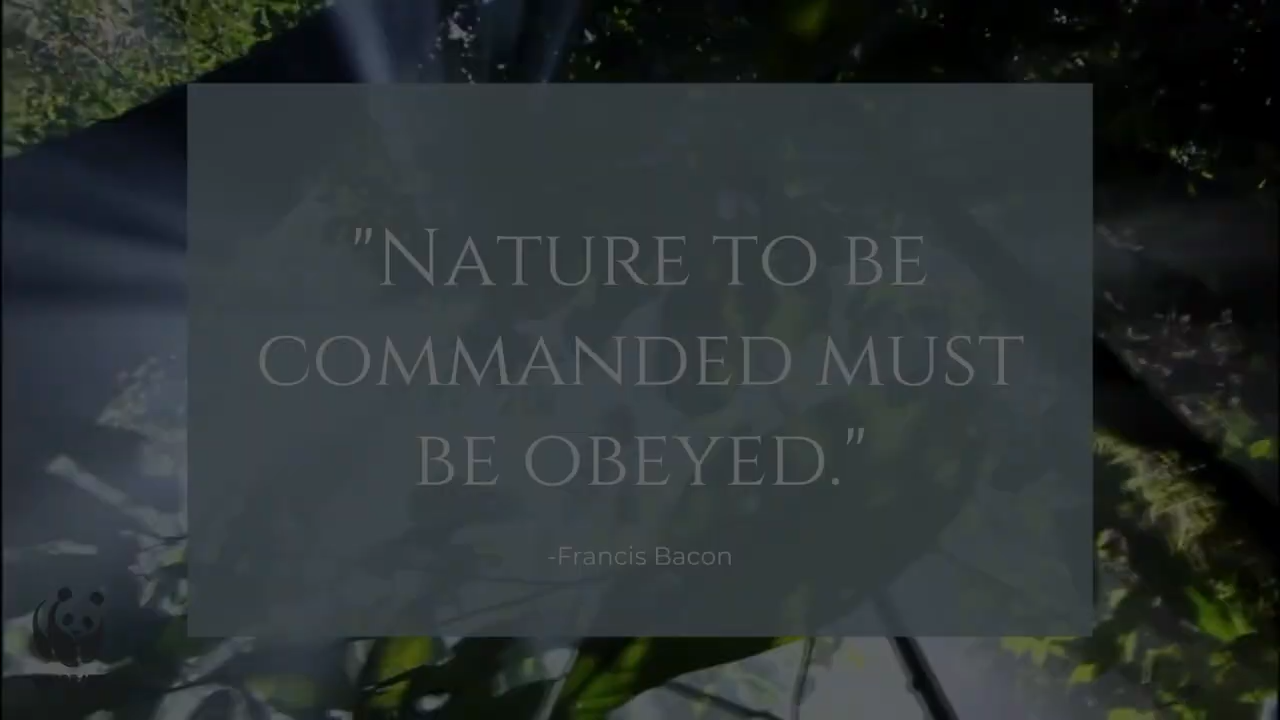 "NATURE TO BE
COMMANDED MUST
BE OBEYED."
-Francis Bacon